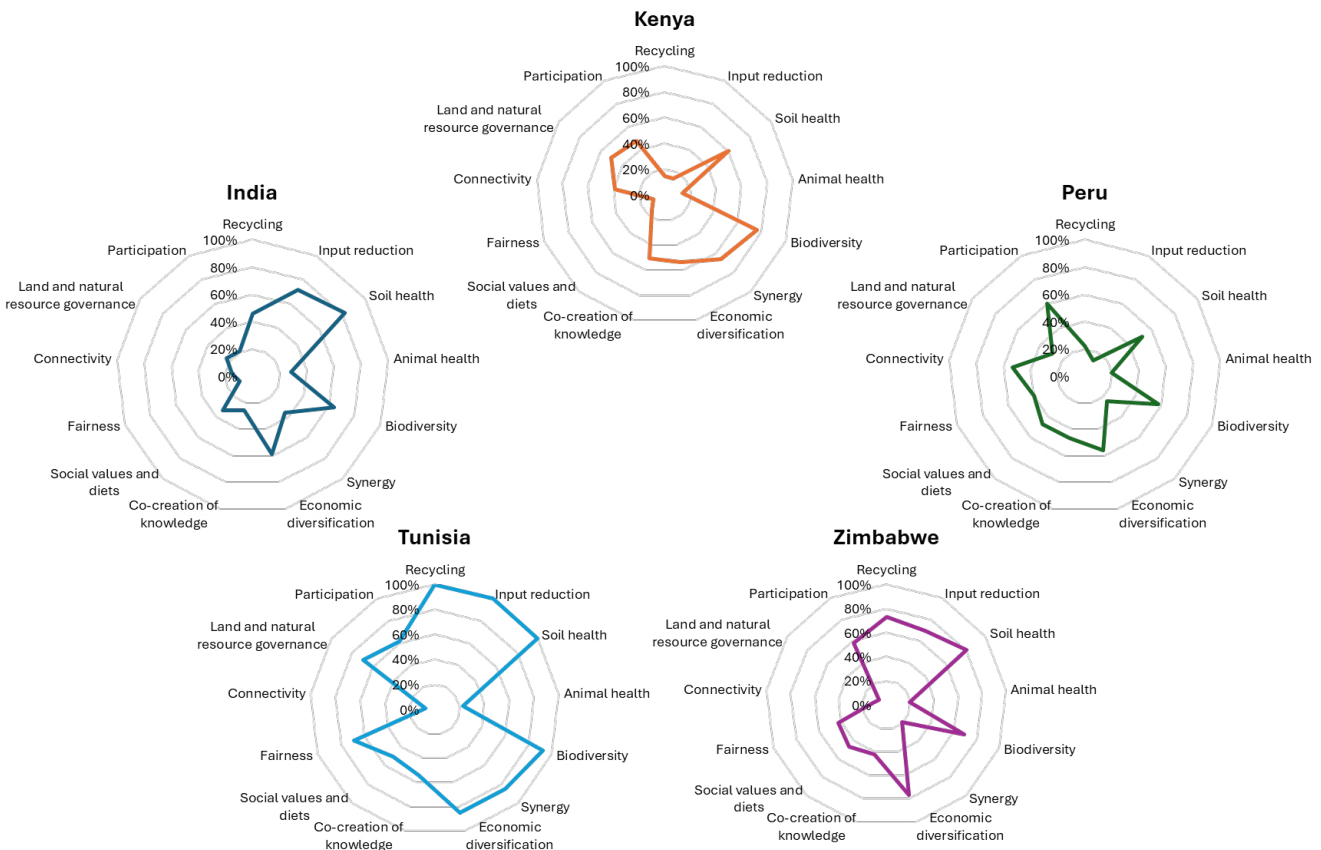 Kenya
Recycling
100%
Participation
Input reduction
80%
Land and natural
resource governance
60%
Soil health
40%
20%
Connectivity
Animal health
0%
Fairness
Biodiversity
Social values and
diets
Synergy
Co-creation of
knowledge
Economic
diversification
India
Recycling
100%
Participation
Input reduction
80%
Land and natural
resource governance
60%
Soil health
40%
Connectivity
Animal health
20%
0%
Fairness
Biodiversity
Social values and
diets
Synergy
Co-creation of
knowledge
Economic
diversification
Peru
Recycling
100%
Participation
Input reduction
80%
Land and natural
resource governance
60%
Soil health
40%
Connectivity
Animal health
20%
0%
Fairness
Biodiversity
Social values and
diets
Synergy
Co-creation of
knowledge
Economic
diversification
Tunisia
Recycling
100%
Participation
Input reduction
80%
Land and natural
resource governance
60%
Soil health
40%
Connectivity
Animal health
20%
0%
Fairness
Biodiversity
Social values and
diets
Synergy
Co-creation of
knowledge
Economic
diversification
Zimbabwe
Recycling
100%
Participation
Input reduction
80%
Land and natural
resource governance
60%
Soil health
40%
Connectivity
Animal health
20%
0%
Fairness
Biodiversity
Social values and
diets
Synergy
Co-creation of
knowledge
Economic
diversification